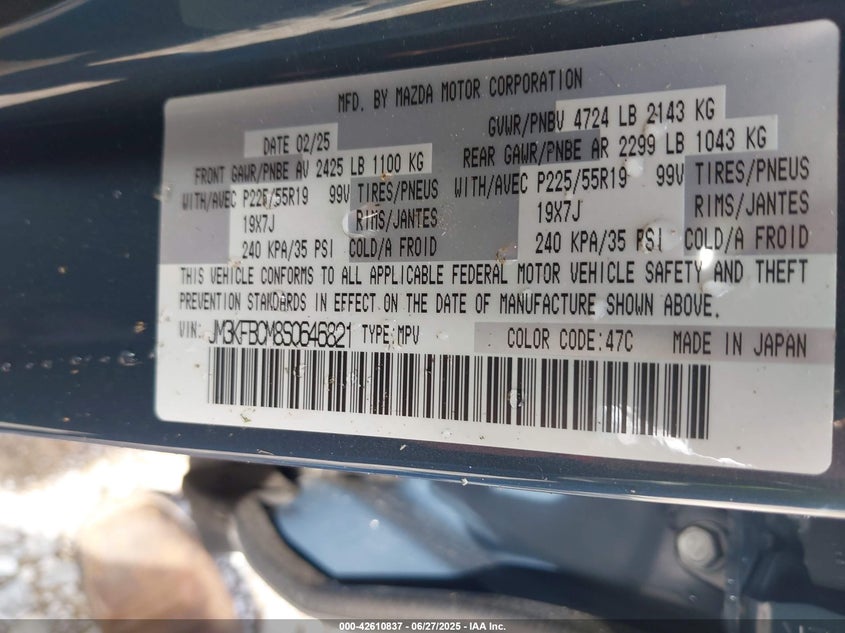 MFD. BY MAZDA MOTOR CORPORATION
DATE 02/25 GVWR/PNBV 4724 LB 2143 KG
FRONT GAWR/PNBE AV 2425 LB 1100 KG REAR GAWR/PNBE AR 2299 LB 1043 KG
WITH/AVEC P225/55R19 99V TIRES/PNEUS WITH/AVEC P225/55R19 99V TIRES/PNEUS
19X7J RIMS/JANTES 19X7J RIMS/JANTES
240 KPA/35 PSI COLD/A FROID 240 KPA/35 PSI COLD/A FROID
THIS VEHICLE CONFORMS TO ALL APPLICABLE FEDERAL MOTOR VEHICLE SAFETY AND THEFT
PREVENTION STANDARDS IN EFFECT ON THE DATE OF MANUFACTURE SHOWN ABOVE.
VIN: JM3KFBCM8S0646821 TYPE:MPV COLOR CODE:47C MADE IN JAPAN
000-42610837 - 06/27/2025 - IAA Inc.